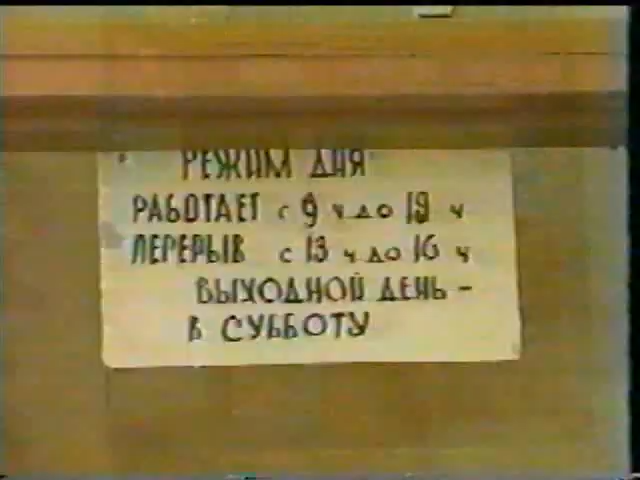 РЕЖИМ ДНЯ
РАБОТАЕТ с 9 ч до 19 ч
ПЕРЕРЫВ с 13 ч до 16 ч
ВЫХОДНОЙ ДЕНЬ -
В СУББОТУ